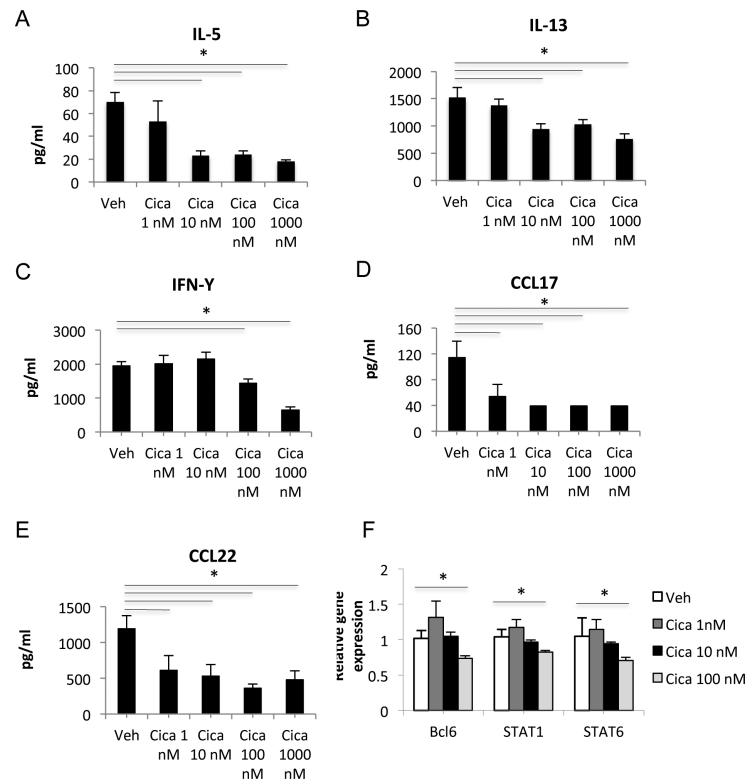 A
IL-5
*
100
80
60
40
20
0
pg/ml
Veh Cica Cica Cica Cica
1 nM 10 nM 100 1000
nM nM
B
IL-13
*
2000
1500
1000
500
0
pg/ml
Veh Cica Cica Cica Cica
1 nM 10 nM 100 1000
nM nM
C
IFN-Y
*
3000
2000
1000
0
pg/ml
Veh Cica 1 Cica Cica Cica
nM 10 nM 100 1000
nM nM
D
CCL17
*
160
120
80
40
0
pg/ml
Veh Cica 1 Cica Cica Cica
nM 10 100 1000
nM nM nM
E
CCL22
*
1500
1000
500
0
pg/ml
Veh Cica 1 Cica Cica Cica
nM 10 nM 100 1000
nM nM
F
* * *
2
1.5
1
0.5
0
Relative gene
expression
Bcl6 STAT1 STAT6
Veh
Cica 1nM
Cica 10 nM
Cica 100 nM